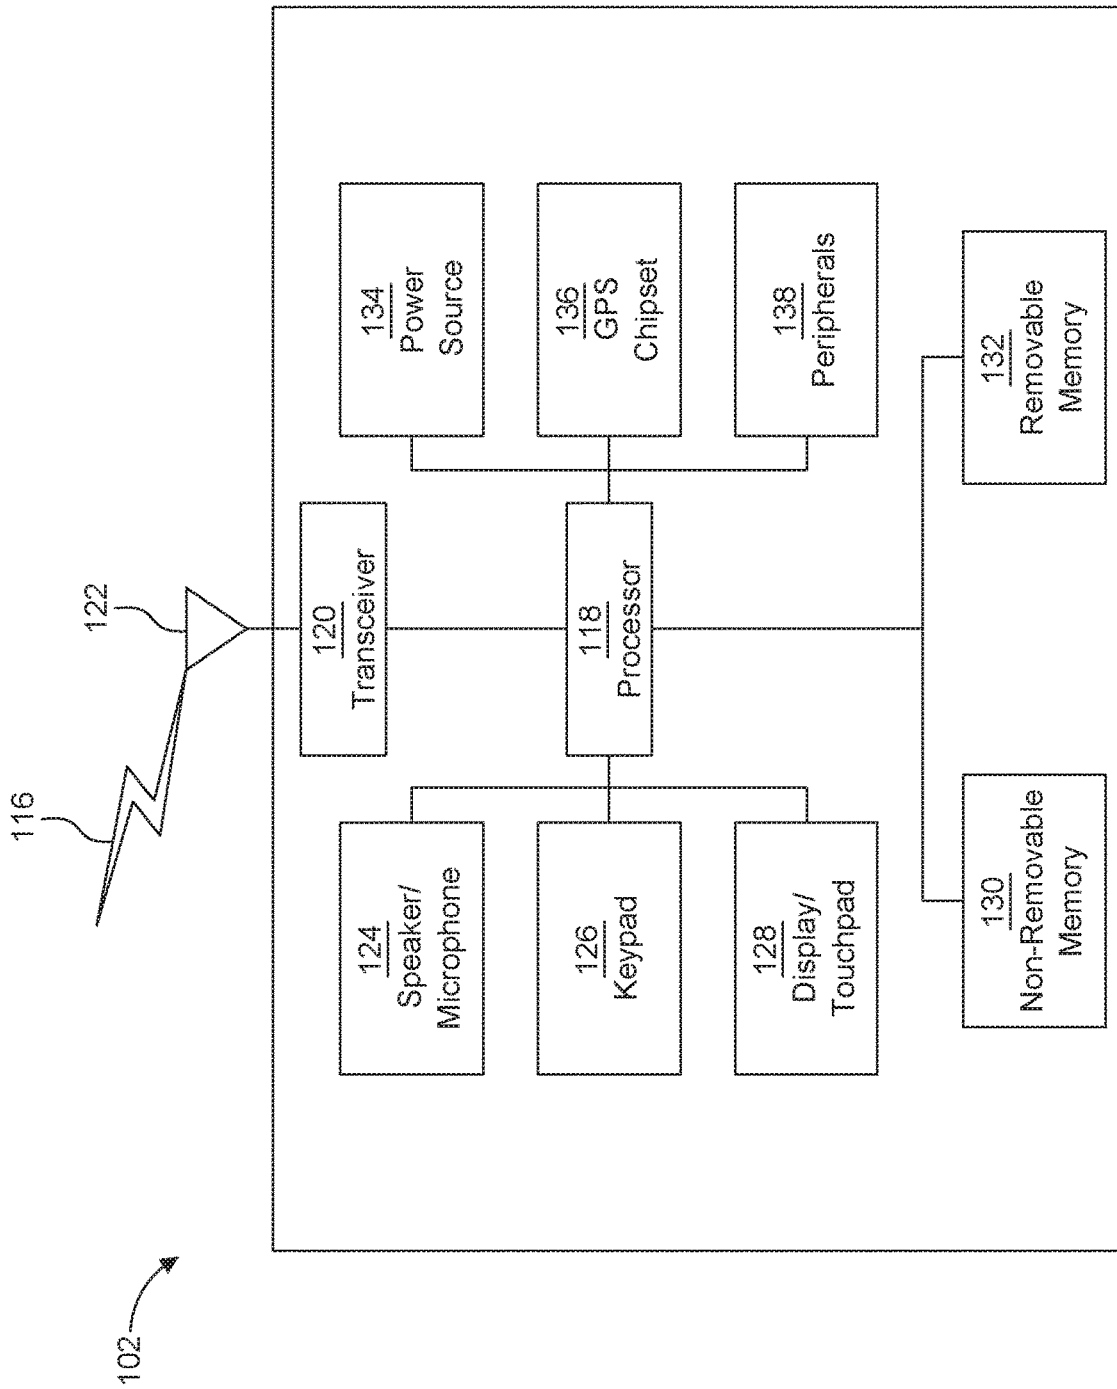 102
116
122
120
Transceiver
124
Speaker/
Microphone
134
Power
Source
126
Keypad
118
Processor
136
GPS
Chipset
128
Display/
Touchpad
138
Peripherals
130
Non-Removable
Memory
132
Removable
Memory